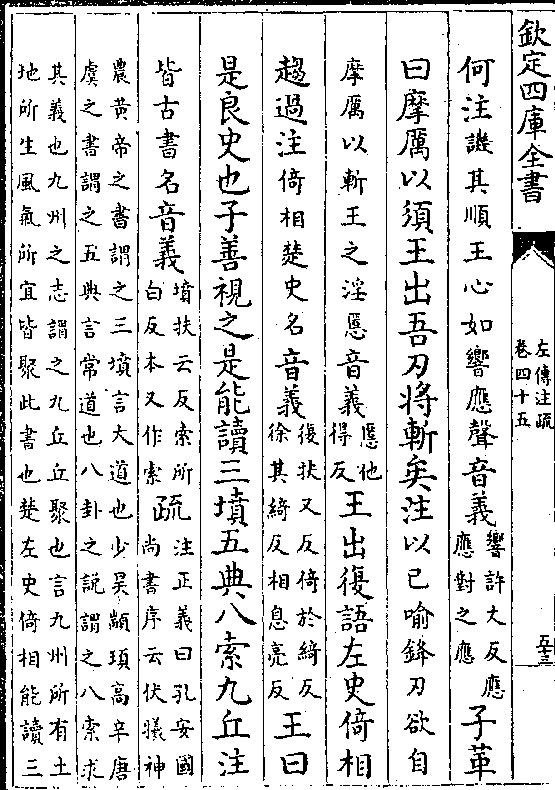 欽定四庫全書
左傳注疏
卷四十五
五十三
何注譏其順王心如響應聲音義響許丈反應
應對之應子革
曰摩厲以須王出吾刃將斬矣注以己喻鋒刃欲自
摩厲以斬王之淫慝音義慝他
得反王出復語左史倚相
趨過注倚相楚史名音義復扶又反倚於綺反
徐其綺反相息亮反王曰
是良史也子善視之是能讀三墳五典八索九丘注
皆古書名音義墳扶云反索所
白反本又作素疏注正義曰孔安國
尚書序云伏犧神
農黃帝之書謂之三墳言大道也少昊顓頊高辛唐
虞之書謂之五典言常道也八卦之説謂之八索求
其義也九州之志謂之九丘丘聚也言九州所有土
地所生風氣所宜皆聚此書也楚左史倚相能讀三